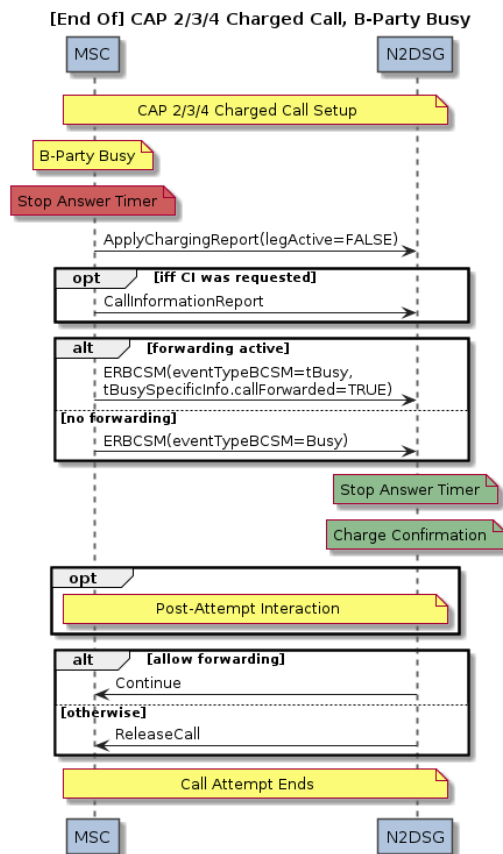 [End Of] CAP 2/3/4 Charged Call, B-Party Busy
MSC
N2DSG
CAP 2/3/4 Charged Call Setup
B-Party Busy
Stop Answer Timer
ApplyChargingReport(legActive=FALSE)
opt
[iff CI was requested]
CallInformationReport
alt
[forwarding active]
ERBCSM(eventTypeBCSM=tBusy,
tBusySpecificInfo.callForwarded=TRUE)
[no forwarding]
ERBCSM(eventTypeBCSM=Busy)
Stop Answer Timer
Charge Confirmation
opt
Post-Attempt Interaction
alt
[allow forwarding]
Continue
[otherwise]
ReleaseCall
Call Attempt Ends
MSC
N2DSG